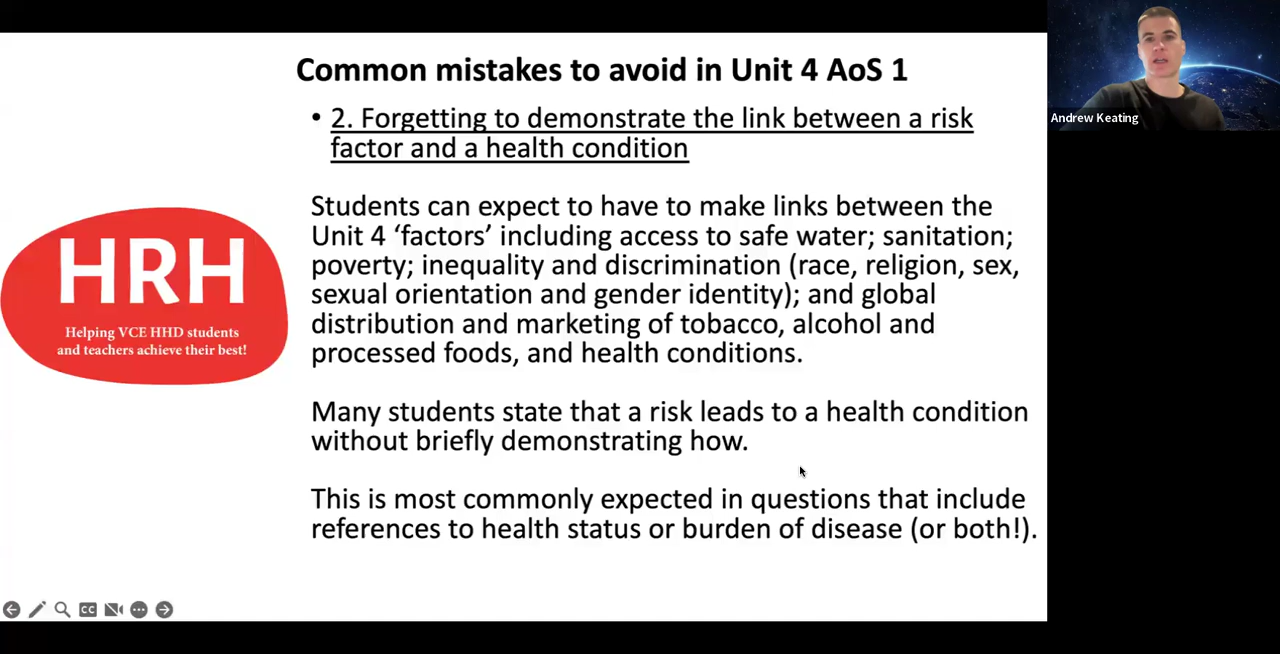 Common mistakes to avoid in Unit 4 AoS 1
• 2. Forgetting to demonstrate the link between a risk
factor and a health condition
Students can expect to have to make links between the
Unit 4 ‘factors’ including access to safe water; sanitation;
poverty; inequality and discrimination (race, religion, sex,
sexual orientation and gender identity); and global
distribution and marketing of tobacco, alcohol and
processed foods, and health conditions.
Many students state that a risk leads to a health condition
without briefly demonstrating how.
This is most commonly expected in questions that include
references to health status or burden of disease (or both!).
HRH
Helping VCE HHD students
and teachers achieve their best!
CC
Andrew Keating